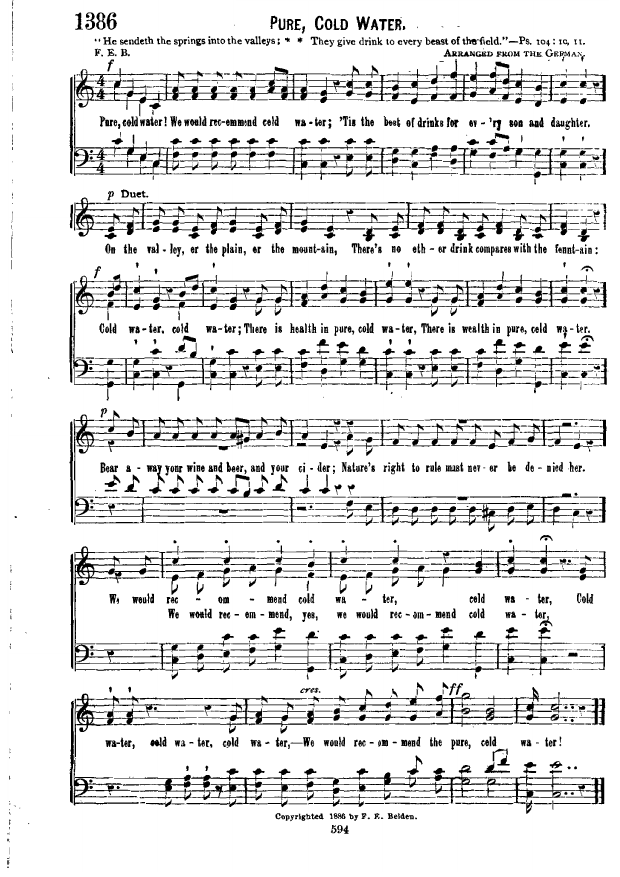 1386 PURE, COLD WATER.
"He sendeth the springs into the valleys; * * They give drink to every beast of the field."—Ps. 104: 10, 11.
F. E. B. ARRANGED FROM THE GERMAN.
f
Pure, cold water! We would rec-ommend cold wa-ter; 'Tis the best of drinks for ev-'ry son and daughter.
p Duet.
On the val-ley, er the plain, er the mount-ain, There's no eth-er drink compares with the fount-ain:
f
Cold wa-ter, cold wa-ter; There is health in pure, cold wa-ter, There is wealth in pure, celd wa-ter.
p
Bear a-way your wine and beer, and your ci-der; Nature's right to rule must nev-er be de-nied her.
We would rec-om-mend cold wa-ter, celd wa-ter, Cold
We would rec-em-mend, yes, we would rec-om-mend cold wa-ter,
cres. ff
wa-ter, cold wa-ter, cold wa-ter,—We would rec-om-mend the pure, celd wa-ter!
Copyrighted 1886 by F. E. Belden.
594